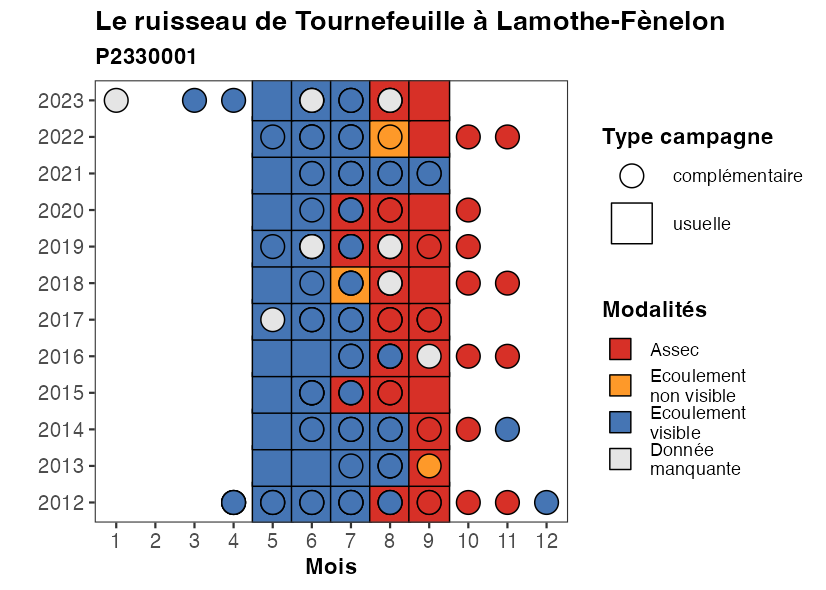 Le ruisseau de Tournefeuille à Lamothe-Fènelon
P2330001
2023
2022
2021
2020
2019
2018
2017
2016
2015
2014
2013
2012
1 2 3 4 5 6 7 8 9 10 11 12
Mois
Type campagne
complémentaire
usuelle
Modalités
Assec
Ecoulement
non visible
Ecoulement
visible
Donnée
manquante